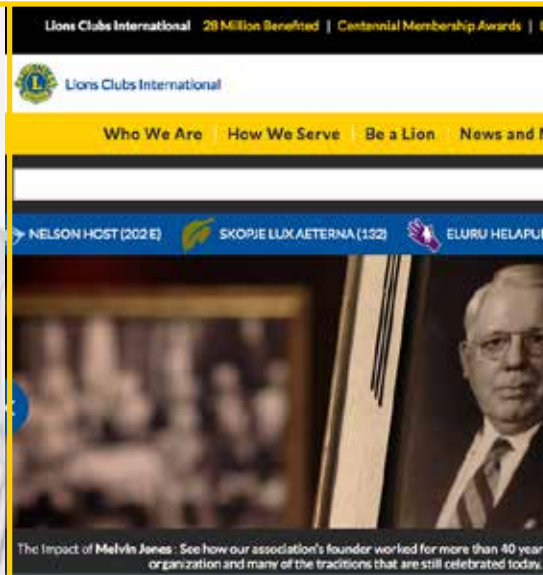 Lions Clubs International 28 Million Benefited | Centennial Membership Awards |
Lions Clubs International
Who We Are | How We Serve | Be a Lion | News and
NELSON HOST (202 E) SKOPJE LUX AETERNA (132) ELURU HELAPU
The Impact of Melvin Jones: See how our association's founder worked for more than 40 year
organization and many of the traditions that are still celebrated today.